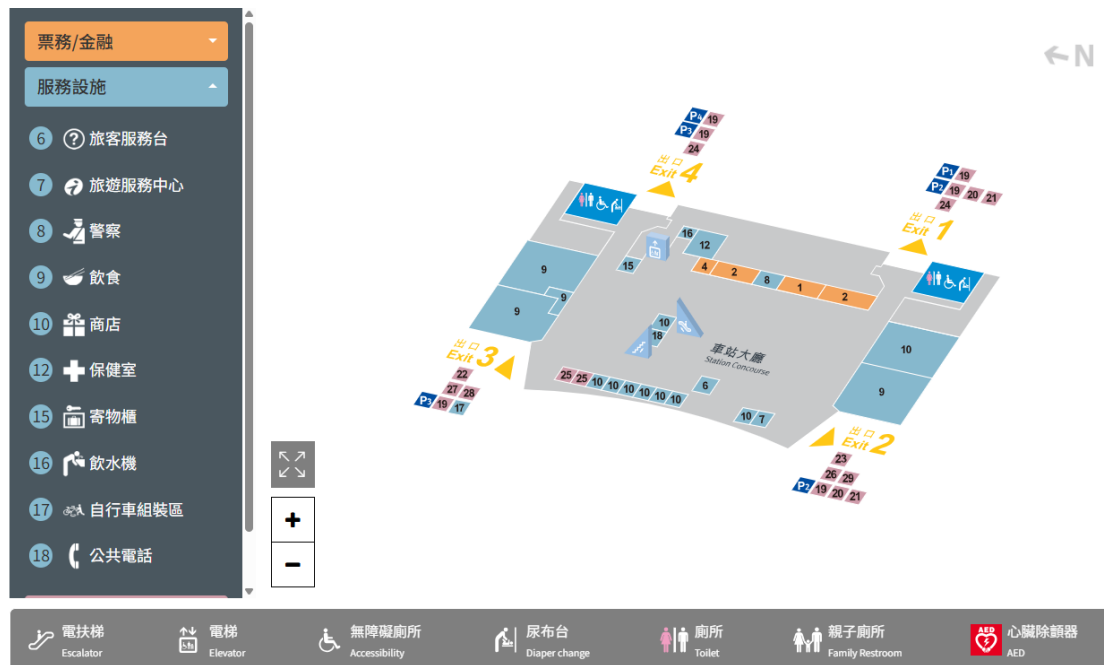 票務/金融
服務設施
6 旅客服務台
7 旅遊服務中心
8 警察
9 飲食
10 商店
12 保健室
15 寄物櫃
16 飲水機
17 自行車組裝區
18 公共電話
N
P4 19
P3 19
24
出口
Exit 4
P1 19
P2 19 20 21
24
出口
Exit 1
16
12
15
4 2 8 1 2
9
9
9
10
18
車站大廳
Station Concourse
10
9
出口
Exit 3
22
27 28
P3 19 17
25 25 10 10 10 10 10 10
6
10 7
出口
Exit 2
23
26 29
P2 19 20 21
+
−
電扶梯
Escalator
電梯
Elevator
無障礙廁所
Accessibility
尿布台
Diaper change
廁所
Toilet
親子廁所
Family Restroom
AED
心臟除顫器
AED